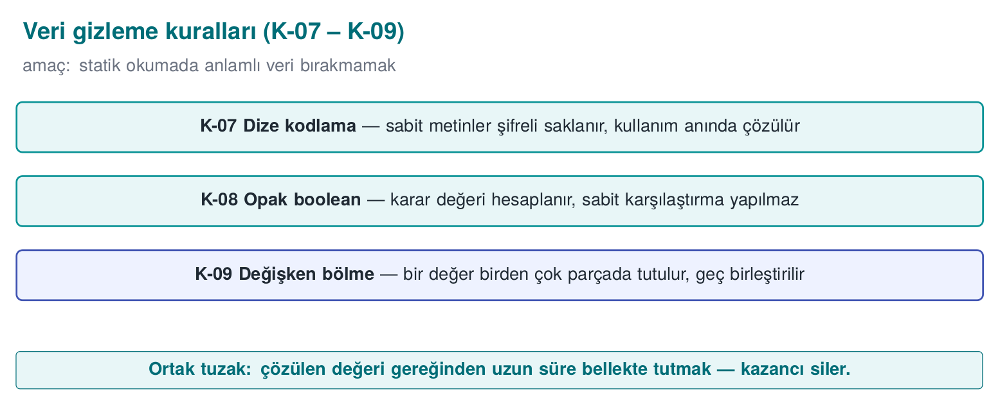 Veri gizleme kuralları (K-07 – K-09)
amaç: statik okumada anlamlı veri bırakmamak
K-07 Dize kodlama — sabit metinler şifreli saklanır, kullanım anında çözülür
K-08 Opak boolean — karar değeri hesaplanır, sabit karşılaştırma yapılmaz
K-09 Değişken bölme — bir değer birden çok parçada tutulur, geç birleştirilir
Ortak tuzak: çözülen değeri gereğinden uzun süre bellekte tutmak — kazancı siler.